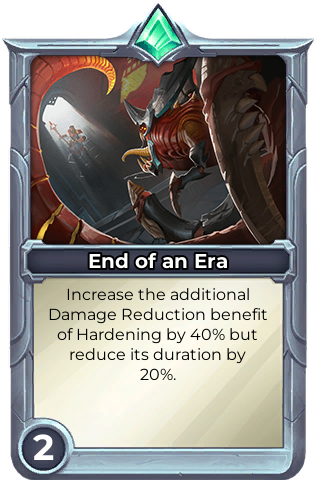 End of an Era
Increase the additional
Damage Reduction benefit
of Hardening by 40% but
reduce its duration by
20%.
2